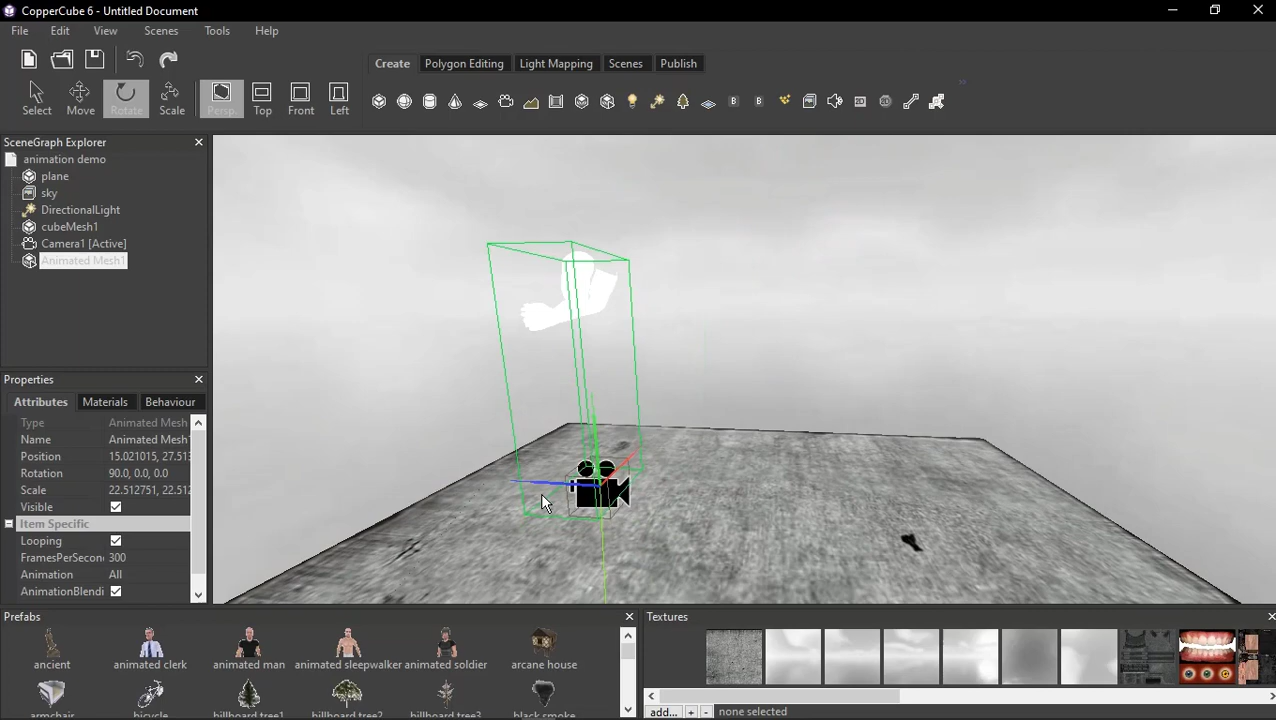 CopperCube 6 - Untitled Document
File Edit View Scenes Tools Help
Create Polygon Editing Light Mapping Scenes Publish
Select Move Rotate Scale Persp. Top Front Left
B B 2D 2D
SceneGraph Explorer
animation demo
plane
sky
DirectionalLight
cubeMesh1
Camera1 [Active]
Animated Mesh1
Properties
Attributes Materials Behaviour
Type Animated Mesh
Name Animated Mesh1
Position 15.021015, 27.513
Rotation 90.0, 0.0, 0.0
Scale 22.512751, 22.512
Visible
Item Specific
Looping
FramesPerSecon 300
Animation All
AnimationBlendi
Prefabs
ancient animated clerk animated man animated sleepwalker animated soldier arcane house
armchair bicycle billboard tree1 billboard tree2 billboard tree3 black smoke
Textures
add... + - none selected